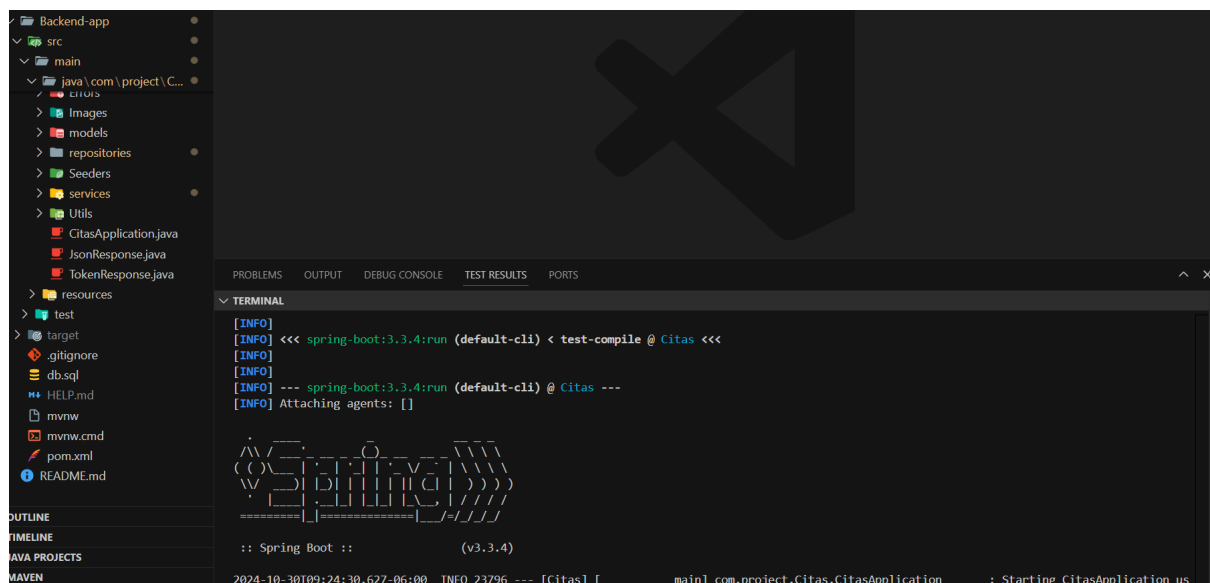 Backend-app
src
main
java\com\project\C...
Errors
Images
models
repositories
Seeders
services
Utils
CitasApplication.java
JsonResponse.java
TokenResponse.java
resources
test
target
.gitignore
db.sql
HELP.md
mvnw
mvnw.cmd
pom.xml
README.md
OUTLINE
TIMELINE
JAVA PROJECTS
MAVEN
PROBLEMS OUTPUT DEBUG CONSOLE TEST RESULTS PORTS
TERMINAL
[INFO]
[INFO] <<< spring-boot:3.3.4:run (default-cli) < test-compile @ Citas <<<
[INFO]
[INFO]
[INFO] --- spring-boot:3.3.4:run (default-cli) @ Citas ---
[INFO] Attaching agents: []
Spring
:: Spring Boot :: (v3.3.4)
2024-10-30T09:24:30.627-06:00 INFO 23796 --- [Citas] [ main] com.project.Citas.CitasApplication : Starting CitasApplication us